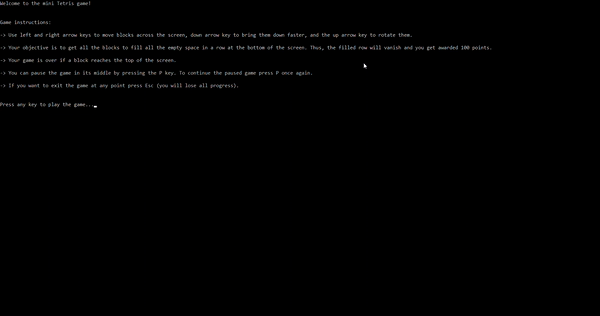 Welcome to the mini Tetris game!
Game instructions:
-> Use left and right arrow keys to move blocks across the screen, down arrow key to bring them down faster, and the up arrow key to rotate them.
-> Your objective is to get all the blocks to fill all the empty space in a row at the bottom of the screen. Thus, the filled row will vanish and you get awarded 100 points.
-> Your game is over if a block reaches the top of the screen.
-> You can pause the game in its middle by pressing the P key. To continue the paused game press P once again.
-> If you want to exit the game at any point press Esc (you will lose all progress).
Press any key to play the game..._